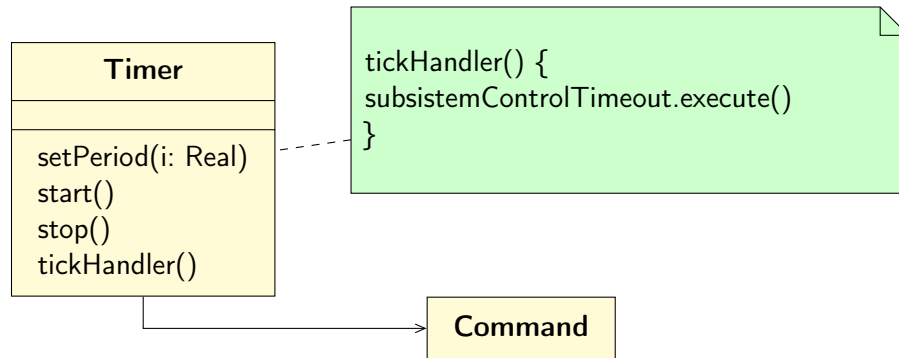 Timer
setPeriod(i: Real)
start()
stop()
tickHandler()
tickHandler() {
subsistemControlTimeout.execute()
}
Command